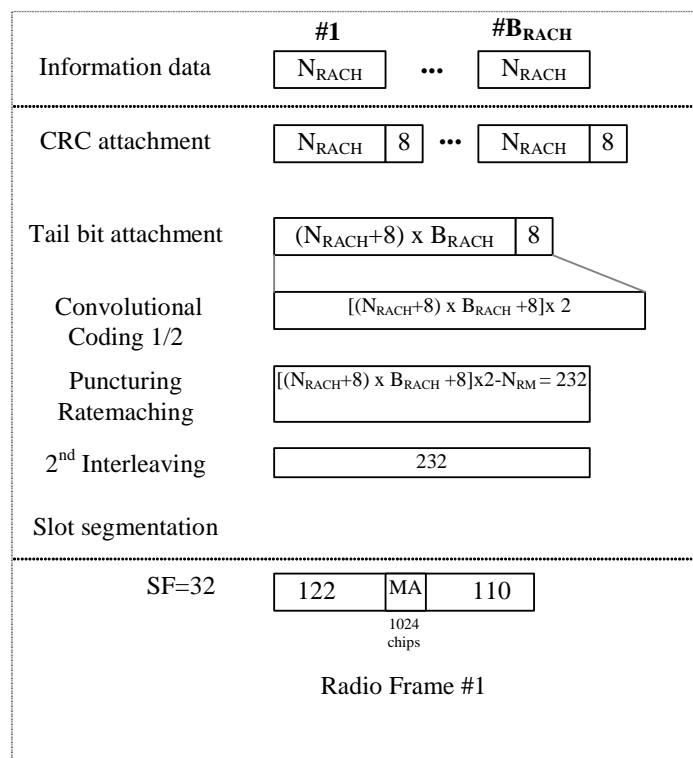 #1 #B_RACH
Information data N_RACH ... N_RACH
CRC attachment N_RACH 8 ... N_RACH 8
Tail bit attachment (N_RACH+8) x B_RACH 8
Convolutional
Coding 1/2
[(N_RACH+8) x B_RACH +8]x 2
Puncturing
Ratemaching
[(N_RACH+8) x B_RACH +8]x2-N_RM = 232
2nd Interleaving 232
Slot segmentation
SF=32 122 MA 110
1024
chips
Radio Frame #1